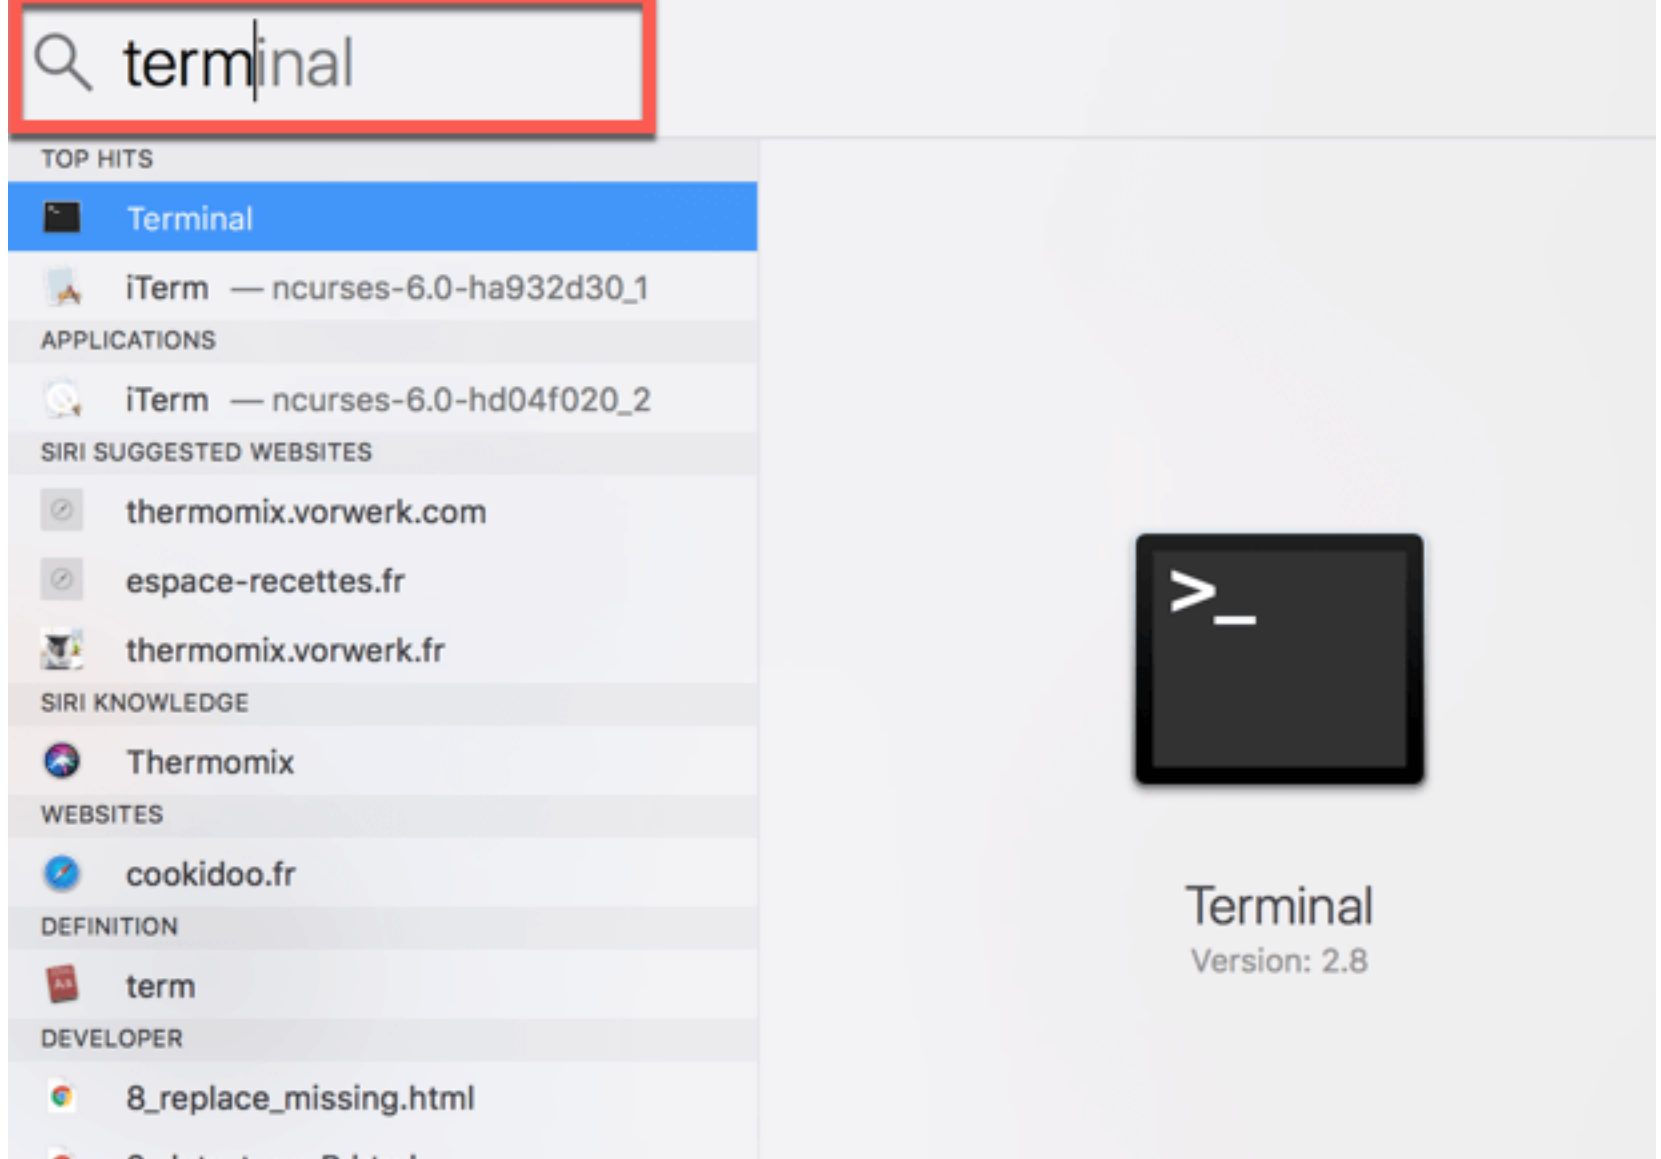 terminal
TOP HITS
Terminal
iTerm — ncurses-6.0-ha932d30_1
APPLICATIONS
iTerm — ncurses-6.0-hd04f020_2
SIRI SUGGESTED WEBSITES
thermomix.vorwerk.com
espace-recettes.fr
thermomix.vorwerk.fr
SIRI KNOWLEDGE
Thermomix
WEBSITES
cookidoo.fr
DEFINITION
term
DEVELOPER
8_replace_missing.html
>_
Terminal
Version: 2.8